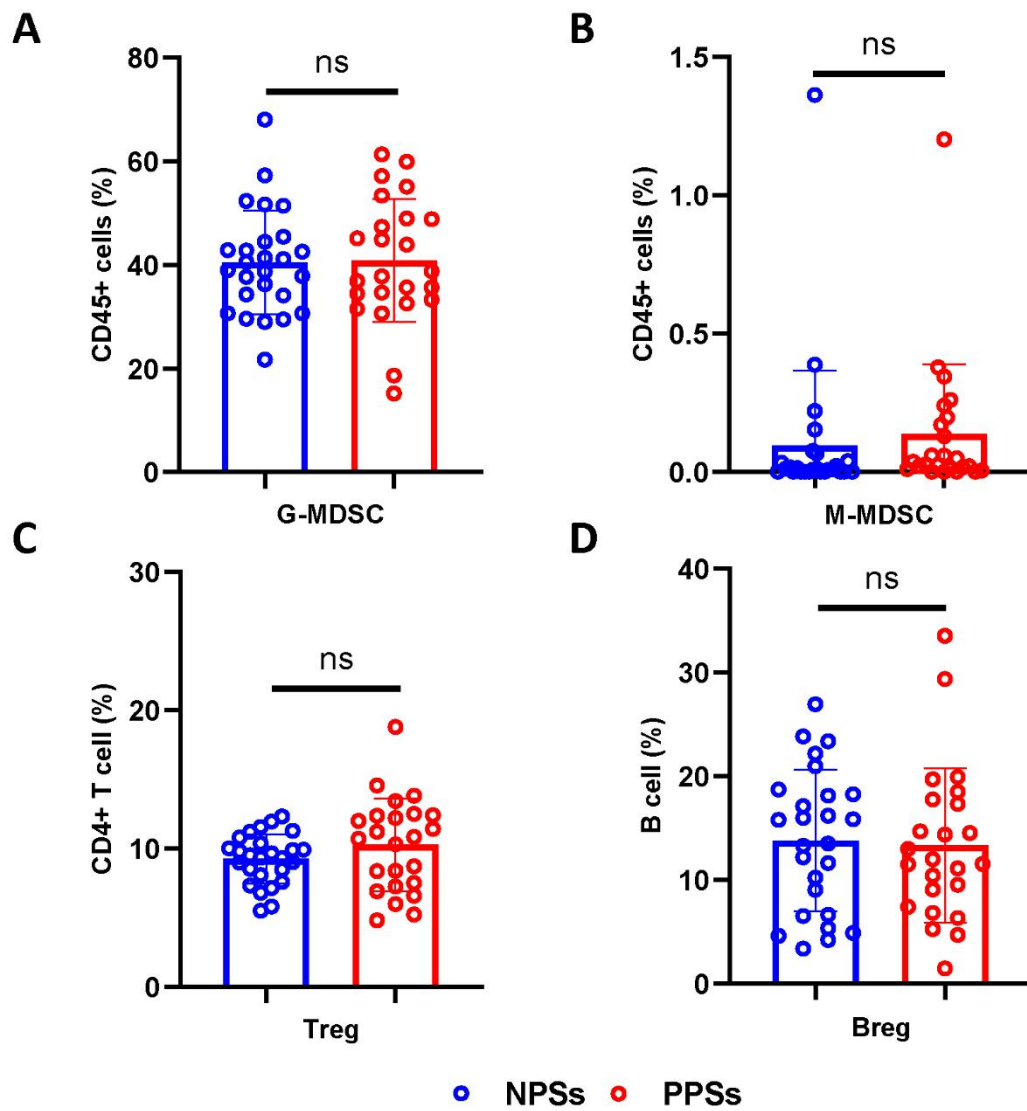 A
CD45+ cells (%)
80
60
40
20
0
ns
G-MDSC
B
CD45+ cells (%)
1.5
1.0
0.5
0.0
ns
M-MDSC
C
CD4+ T cell (%)
30
20
10
0
ns
Treg
D
B cell (%)
40
30
20
10
0
ns
Breg
NPSs PPSs